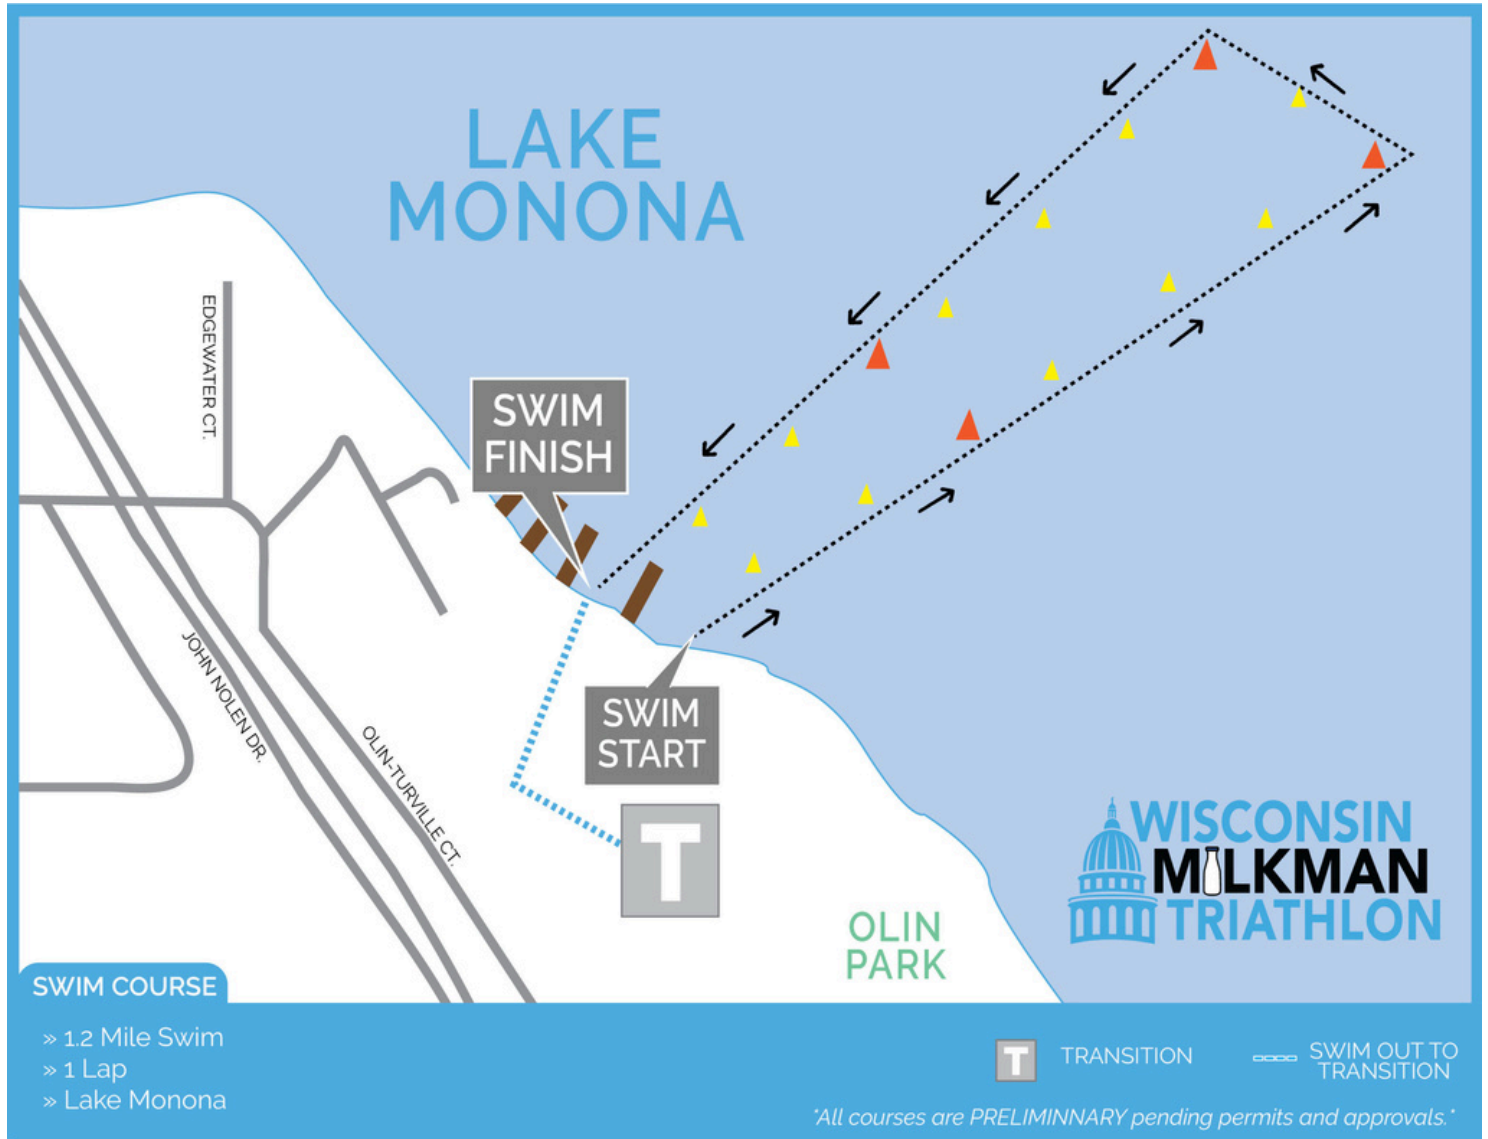 LAKE
MONONA
EDGEWATER CT.
SWIM
FINISH
JOHN NOLEN DR.
OLIN-TURVILLE CT.
SWIM
START
T
WISCONSIN
MILKMAN
TRIATHLON
OLIN
PARK
SWIM COURSE
» 1.2 Mile Swim
» 1 Lap
» Lake Monona
T TRANSITION
SWIM OUT TO
TRANSITION
*All courses are PRELIMINNARY pending permits and approvals.*